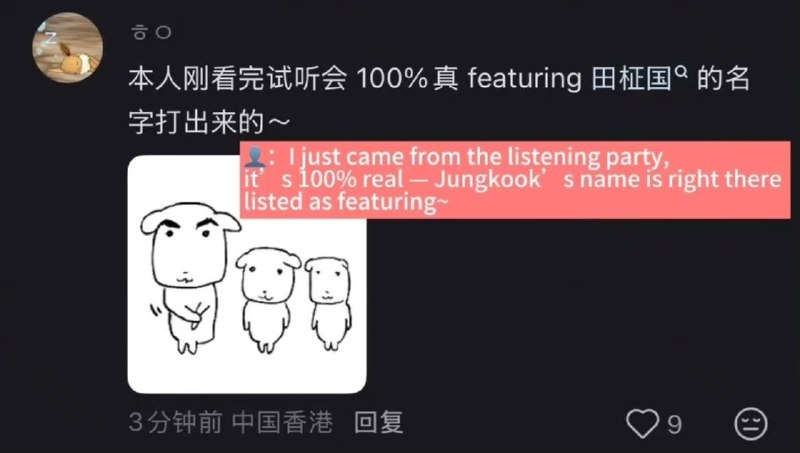 Z
ㅎㅇ
本人刚看完试听会 100%真 featuring 田柾国 的名
字打出来的～
：I just came from the listening party,
it’s 100% real — Jungkook’s name is right there
listed as featuring~
3分钟前 中国香港 回复
9